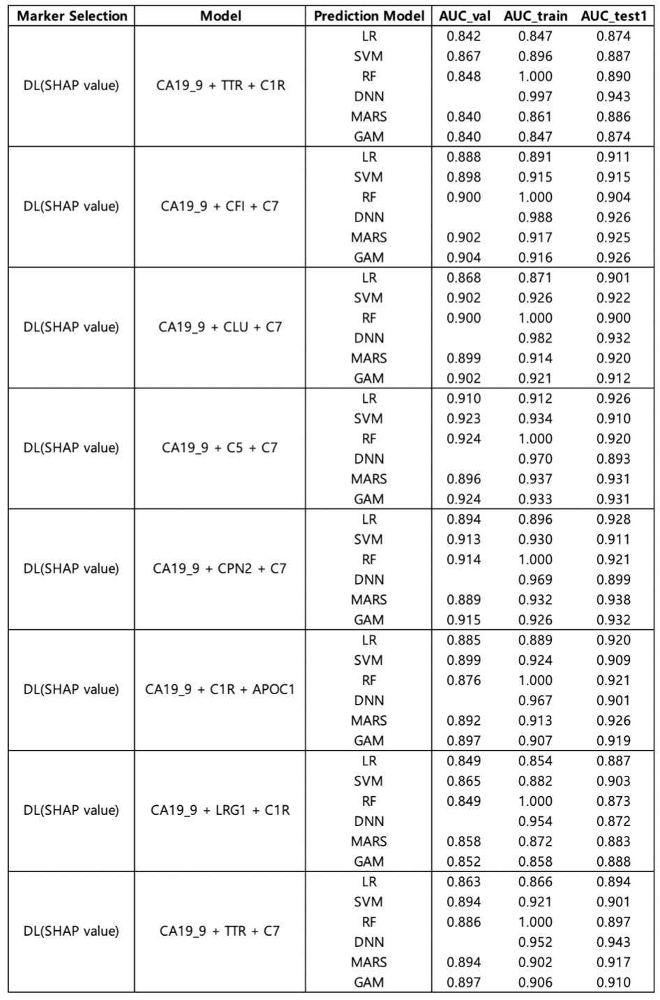 Marker Selection Model Prediction Model AUC_val AUC_train AUC_test1
LR 0.842 0.847 0.874
SVM 0.867 0.896 0.887
RF 0.848 1.000 0.890
DL(SHAP value) CA19_9 + TTR + C1R
DNN 0.997 0.943
MARS 0.840 0.861 0.886
GAM 0.840 0.847 0.874
LR 0.888 0.891 0.911
SVM 0.898 0.915 0.915
RF 0.900 1.000 0.904
DL(SHAP value) CA19_9 + CFI + C7
DNN 0.988 0.926
MARS 0.902 0.917 0.925
GAM 0.904 0.916 0.926
LR 0.868 0.871 0.901
SVM 0.902 0.926 0.922
RF 0.900 1.000 0.900
DL(SHAP value) CA19_9 + CLU + C7
DNN 0.982 0.932
MARS 0.899 0.914 0.920
GAM 0.902 0.921 0.912
LR 0.910 0.912 0.926
SVM 0.923 0.934 0.910
RF 0.924 1.000 0.920
DL(SHAP value) CA19_9 + C5 + C7
DNN 0.970 0.893
MARS 0.896 0.937 0.931
GAM 0.924 0.933 0.931
LR 0.894 0.896 0.928
SVM 0.913 0.930 0.911
RF 0.914 1.000 0.921
DL(SHAP value) CA19_9 + CPN2 + C7
DNN 0.969 0.899
MARS 0.889 0.932 0.938
GAM 0.915 0.926 0.932
LR 0.885 0.889 0.920
SVM 0.899 0.924 0.909
RF 0.876 1.000 0.921
DL(SHAP value) CA19_9 + C1R + APOC1
DNN 0.967 0.901
MARS 0.892 0.913 0.926
GAM 0.897 0.907 0.919
LR 0.849 0.854 0.887
SVM 0.865 0.882 0.903
RF 0.849 1.000 0.873
DL(SHAP value) CA19_9 + LRG1 + C1R
DNN 0.954 0.872
MARS 0.858 0.872 0.883
GAM 0.852 0.858 0.888
LR 0.863 0.866 0.894
SVM 0.894 0.921 0.901
RF 0.886 1.000 0.897
DL(SHAP value) CA19_9 + TTR + C7
DNN 0.952 0.943
MARS 0.894 0.902 0.917
GAM 0.897 0.906 0.910